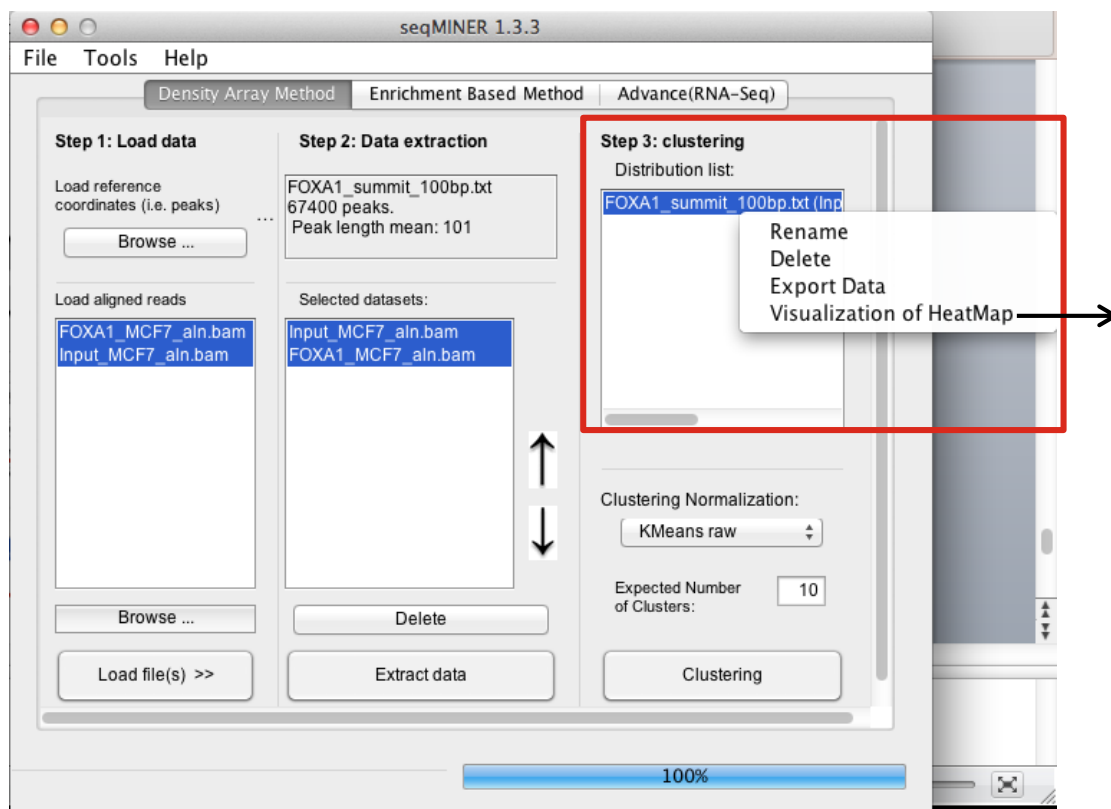 seqMINER 1.3.3
File Tools Help
Density Array Method Enrichment Based Method Advance(RNA-Seq)
Step 1: Load data
Load reference
coordinates (i.e. peaks)
...
Browse ...
Load aligned reads
FOXA1_MCF7_aln.bam
Input_MCF7_aln.bam
Browse ...
Load file(s) >>
Step 2: Data extraction
FOXA1_summit_100bp.txt
67400 peaks.
Peak length mean: 101
Selected datasets:
Input_MCF7_aln.bam
FOXA1_MCF7_aln.bam
Delete
Extract data
Step 3: clustering
Distribution list:
FOXA1_summit_100bp.txt (Inp
Rename
Delete
Export Data
Visualization of HeatMap
Clustering Normalization:
KMeans raw
Expected Number
of Clusters:
10
Clustering
100%